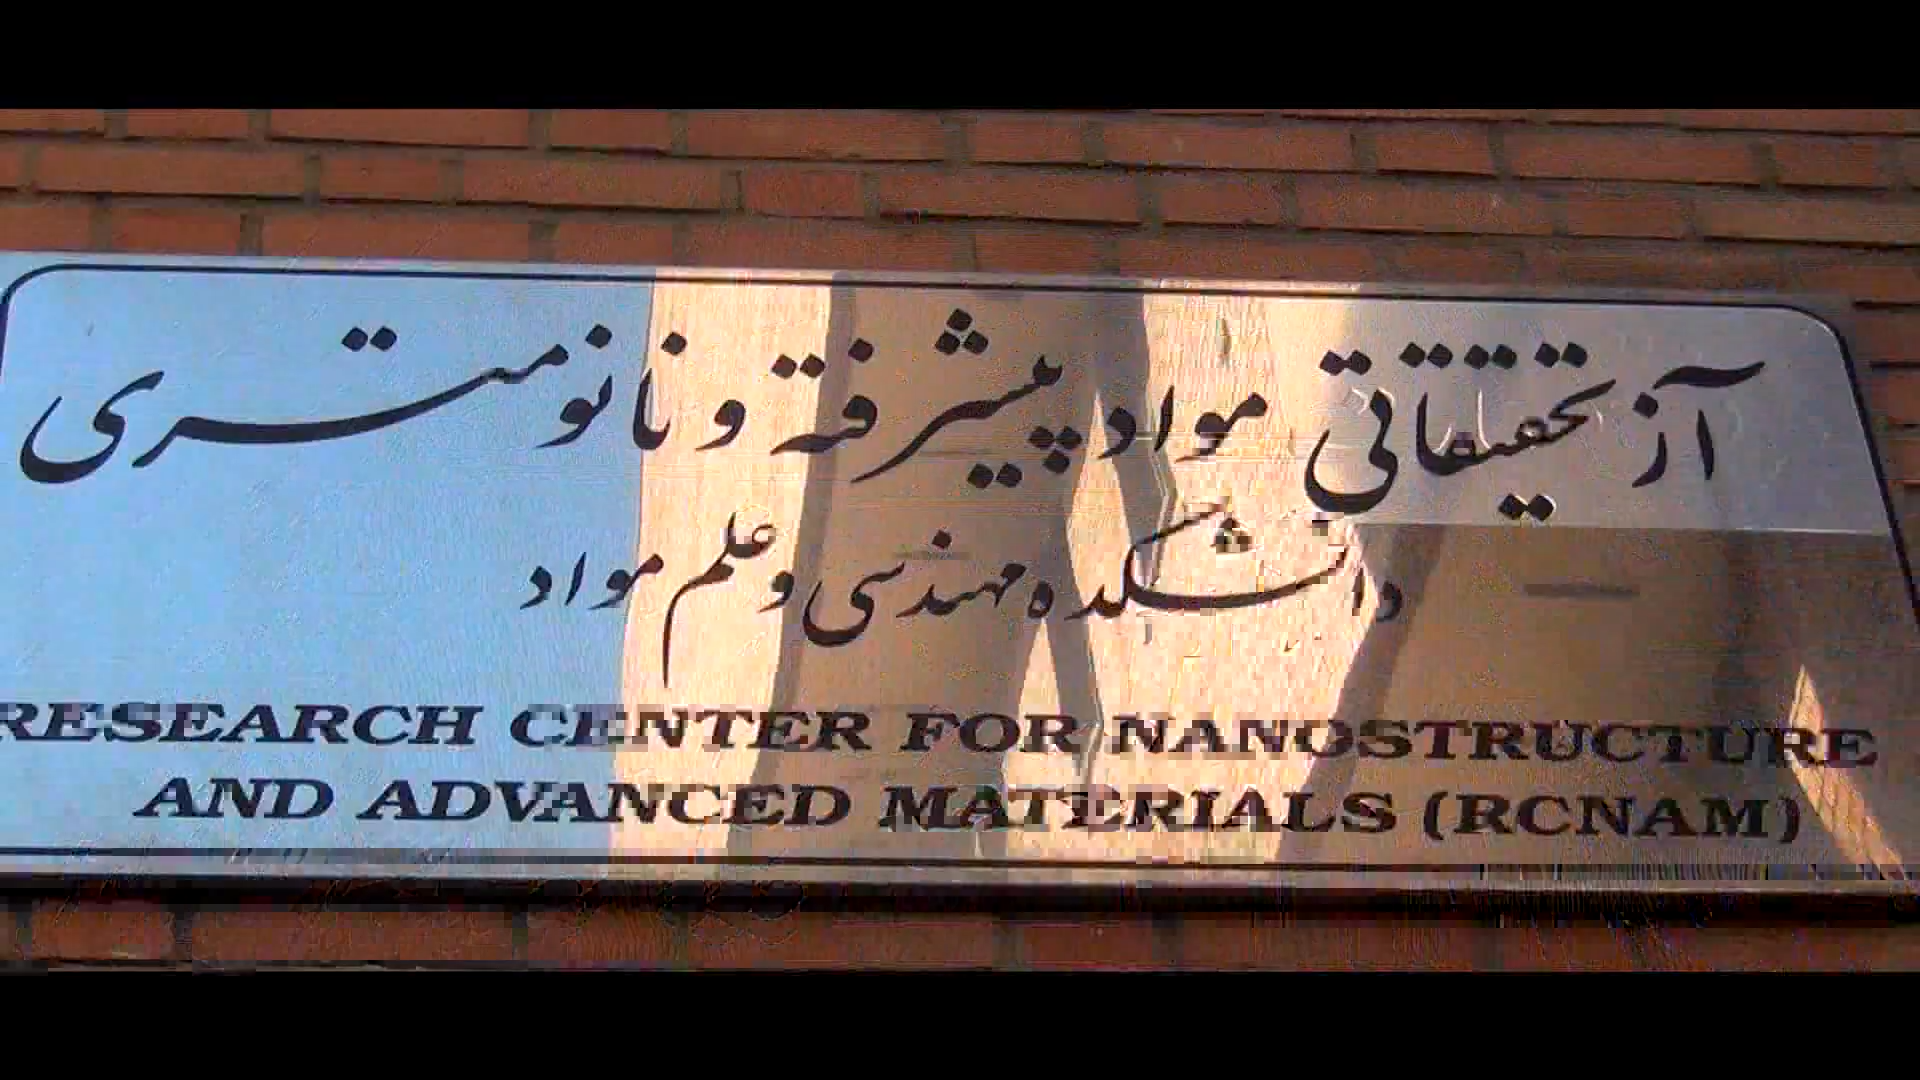 آز تحقیقاتی مواد پیشرفته و نانومتری
دانشکده مهندسی و علم مواد
RESEARCH CENTER FOR NANOSTRUCTURE
AND ADVANCED MATERIALS (RCNAM)